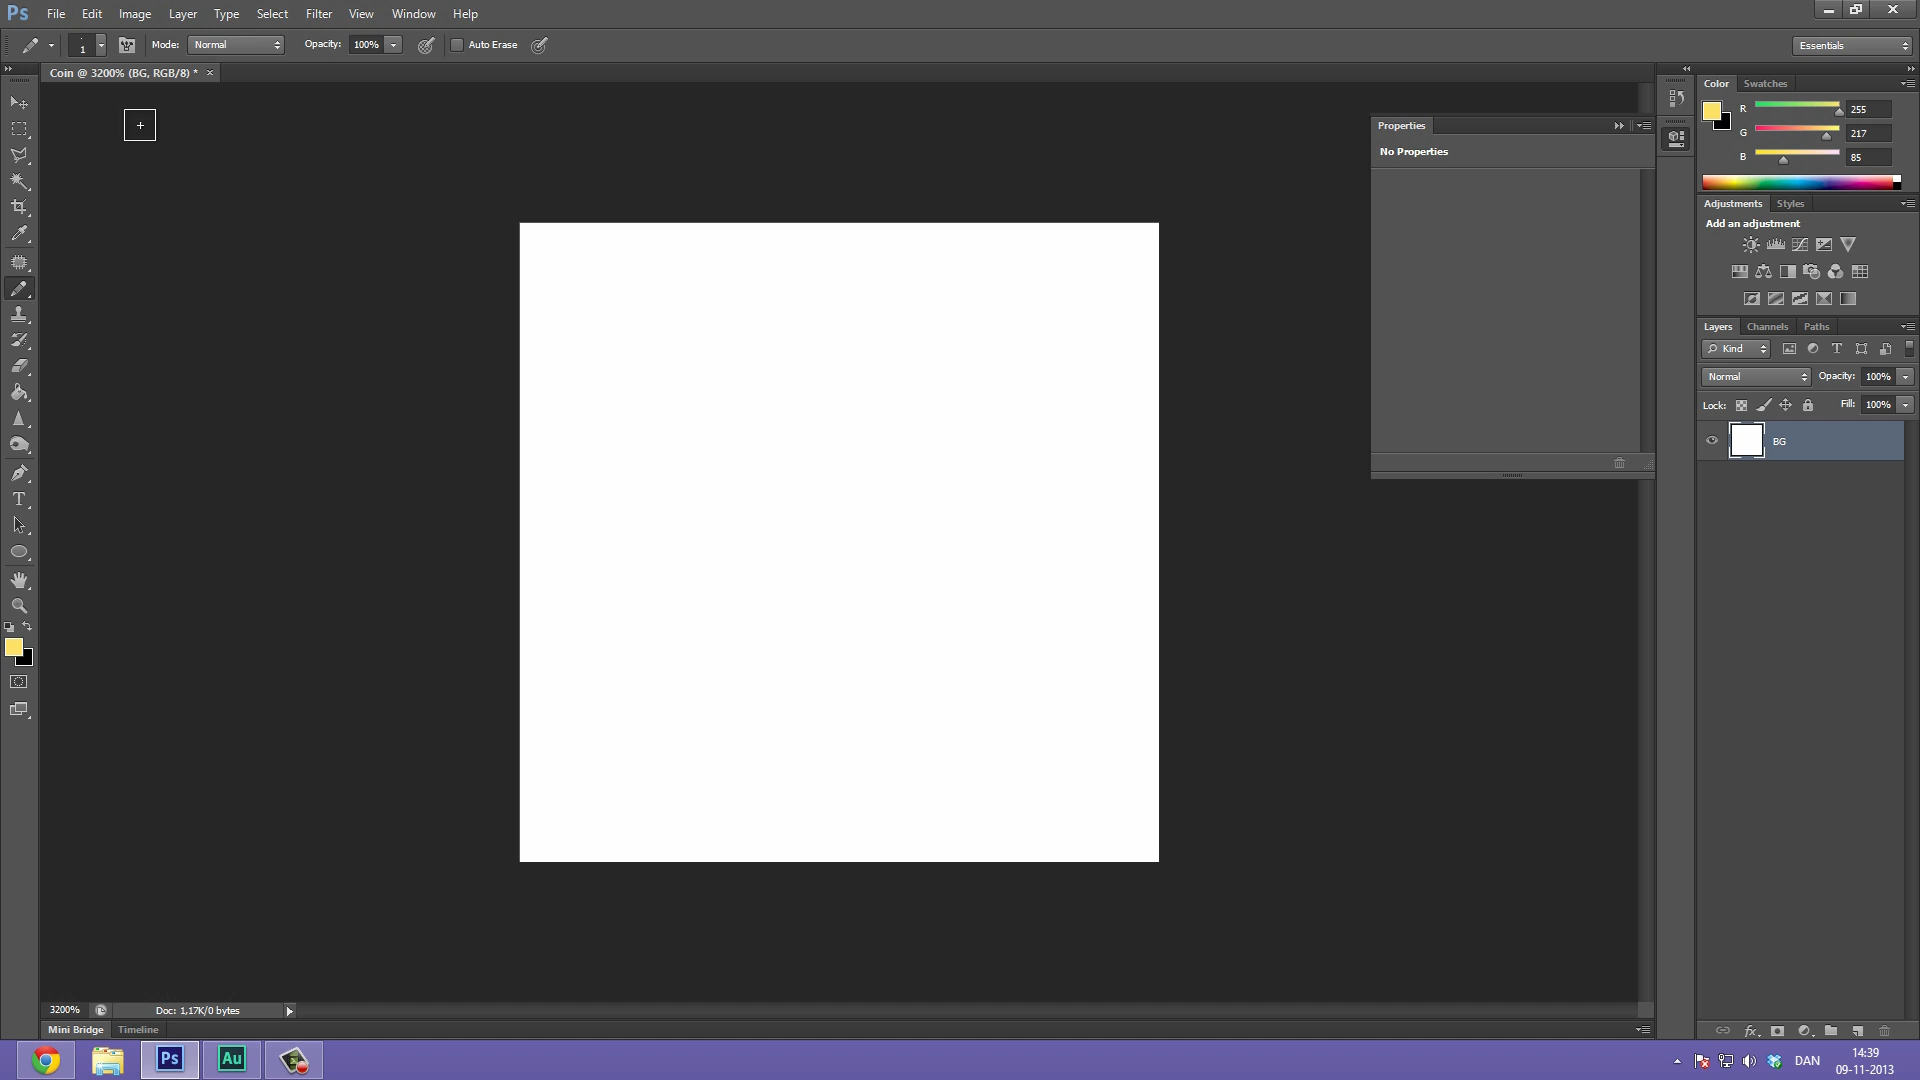 Ps File Edit Image Layer Type Select Filter View Window Help
1 Mode: Normal Opacity: 100% Auto Erase Essentials
Coin @ 3200% (BG, RGB/8) * ×
Color Swatches
R 255
G 217
B 85
Properties
No Properties
Adjustments Styles
Add an adjustment
Layers Channels Paths
Kind
Normal Opacity: 100%
Lock: Fill: 100%
BG
T
fx
3200% Doc: 1,17K/0 bytes
Mini Bridge Timeline
Ps Au DAN 14:39
09-11-2013